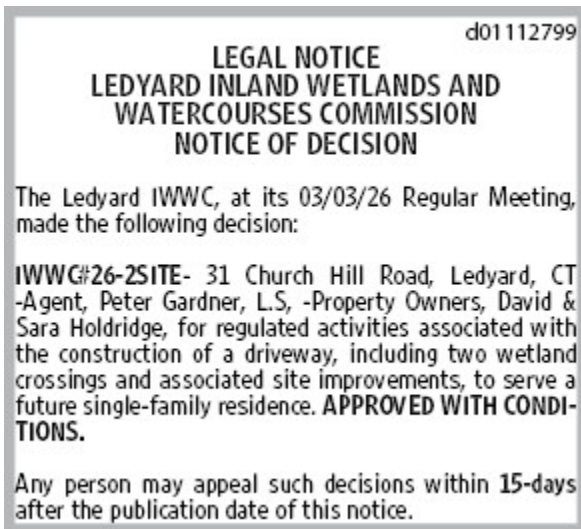 d01112799
LEGAL NOTICE
LEDYARD INLAND WETLANDS AND
WATERCOURSES COMMISSION
NOTICE OF DECISION
The Ledyard IWWC, at its 03/03/26 Regular Meeting,
made the following decision:
IWWC#26-2SITE- 31 Church Hill Road, Ledyard, CT
-Agent, Peter Gardner, L.S, -Property Owners, David &
Sara Holdridge, for regulated activities associated with
the construction of a driveway, including two wetland
crossings and associated site improvements, to serve a
future single-family residence. APPROVED WITH CONDI-
TIONS.
Any person may appeal such decisions within 15-days
after the publication date of this notice.